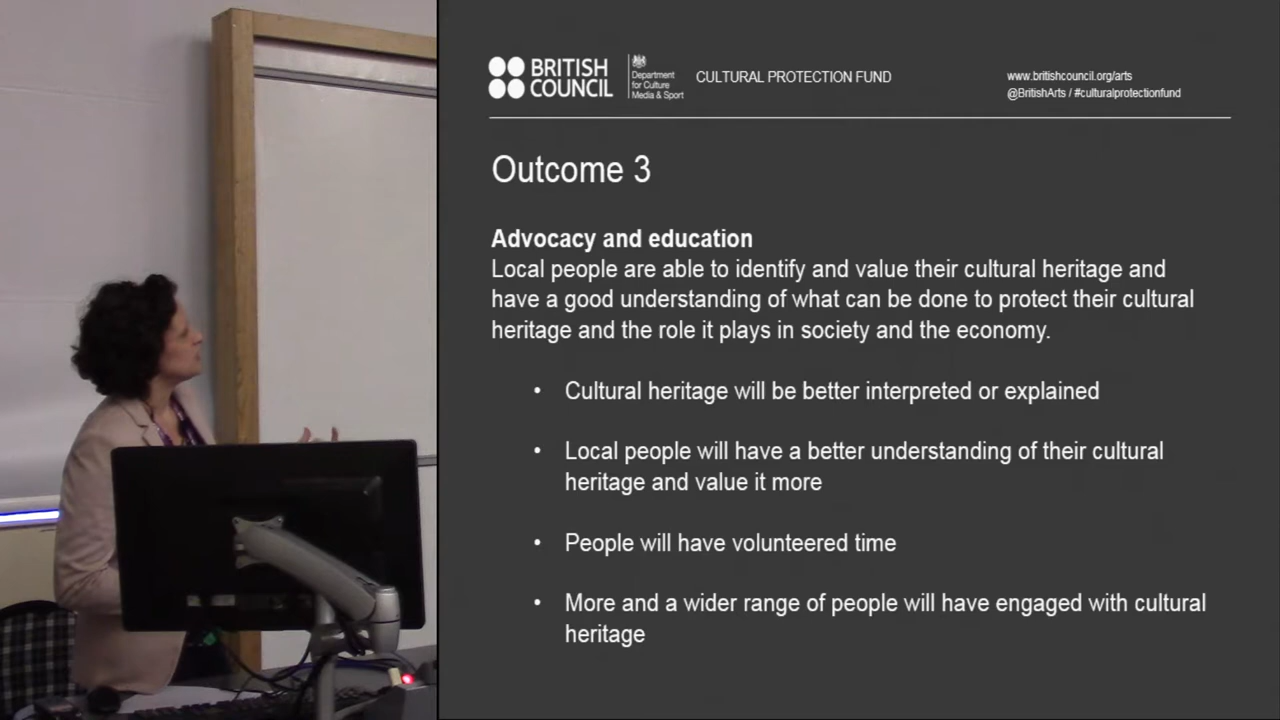 BRITISH
COUNCIL
Department
for Culture
Media & Sport
CULTURAL PROTECTION FUND
www.britishcouncil.org/arts
@BritishArts / #culturalprotectionfund
Outcome 3
Advocacy and education
Local people are able to identify and value their cultural heritage and
have a good understanding of what can be done to protect their cultural
heritage and the role it plays in society and the economy.
• Cultural heritage will be better interpreted or explained
• Local people will have a better understanding of their cultural
heritage and value it more
• People will have volunteered time
• More and a wider range of people will have engaged with cultural
heritage